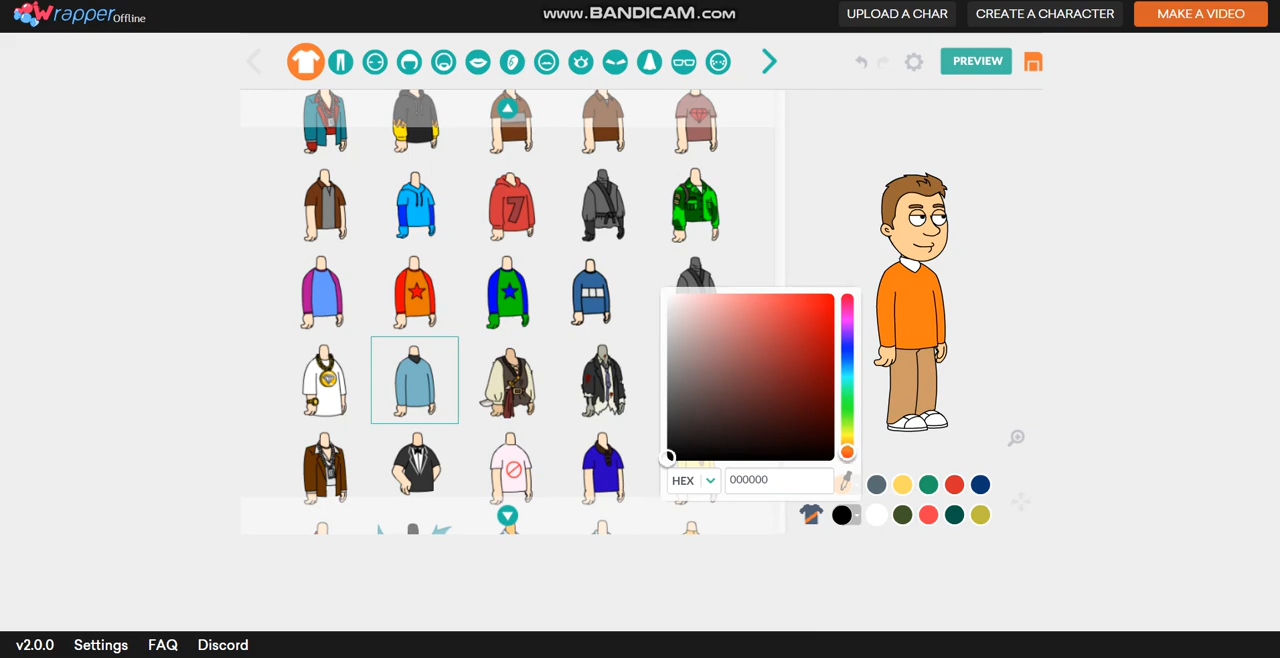 Wrapper Offline
www.BANDICAM.com
UPLOAD A CHAR
CREATE A CHARACTER
MAKE A VIDEO
PREVIEW
7
HEX
000000
v2.0.0
Settings
FAQ
Discord